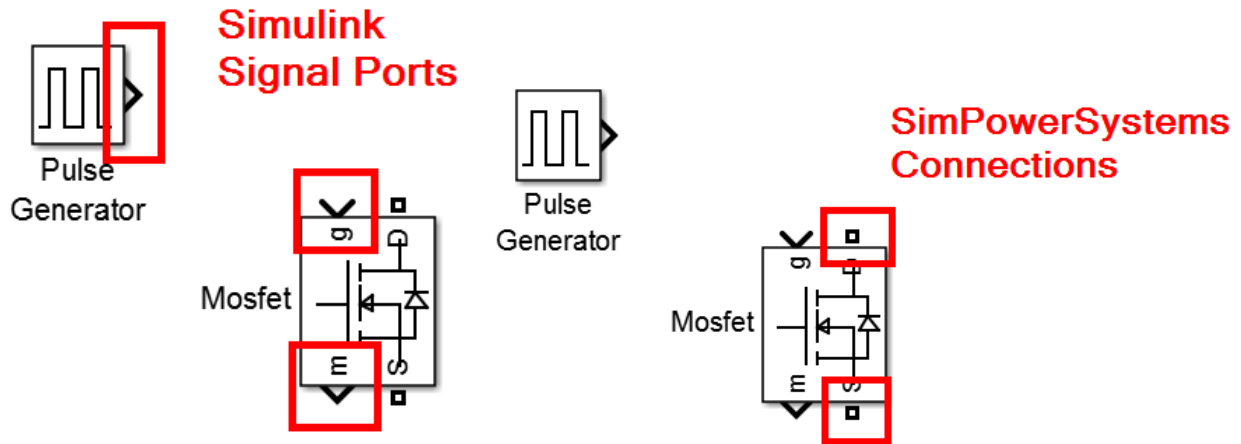 Simulink
Signal Ports
Pulse
Generator
g
D
Mosfet
m
S
Pulse
Generator
SimPowerSystems
Connections
g
D
Mosfet
m
S